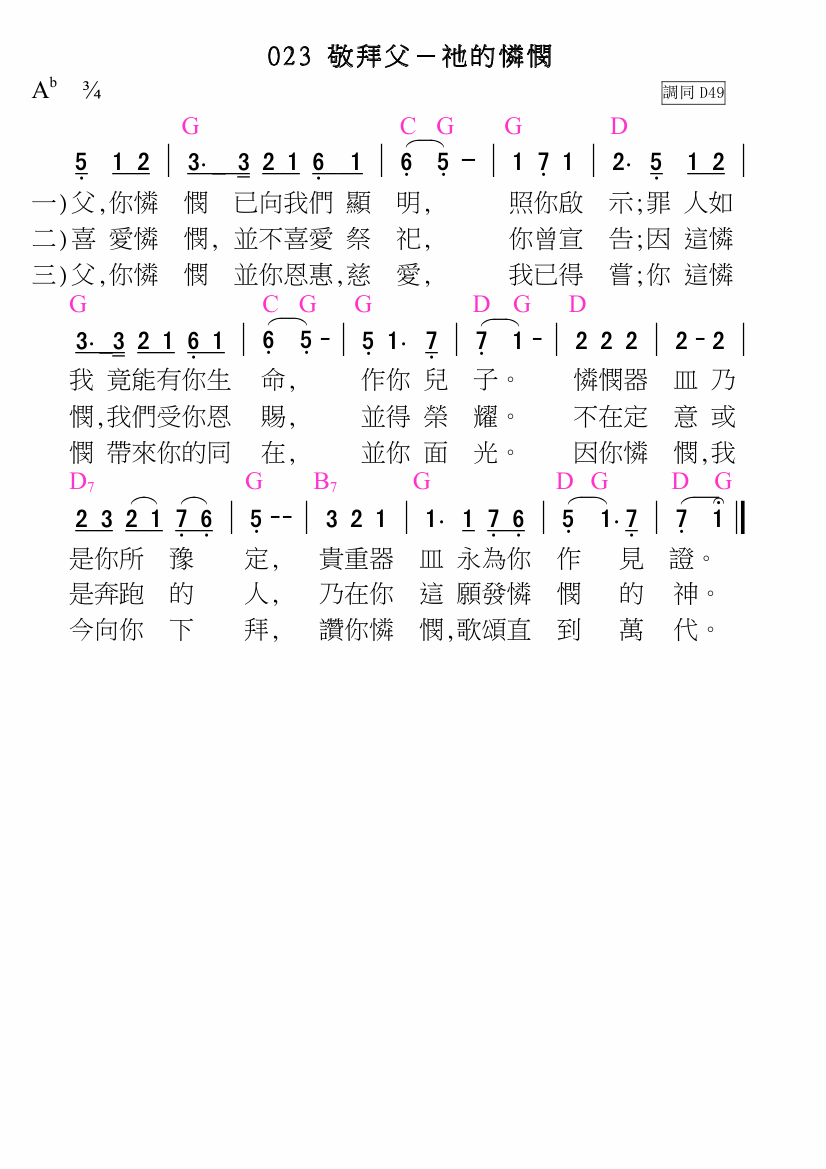 023 敬拜父－祂的憐憫
Ab ¾ 調同 D49
G C G G D
5 1 2 | 3. 3 2 1 6 1 | 6 5 - | 1 7 1 | 2. 5 1 2 |
一)父,你憐 憫 已向我們 顯 明, 照你啟 示;罪 人如
二)喜 愛憐 憫, 並不喜愛 祭 祀, 你曾宣 告;因 這憐
三)父,你憐 憫 並你恩惠,慈 愛, 我已得 嘗;你 這憐
G C G G D G D
3. 3 2 1 6 1 | 6 5 - | 5 1. 7 | 7 1 - | 2 2 2 | 2 - 2 |
我 竟能有你生 命, 作你 兒 子。 憐憫器 皿 乃
憫,我們受你恩 賜, 並得 榮 耀。 不在定 意 或
憫 帶來你的同 在, 並你 面 光。 因你憐 憫,我
D7 G B7 G D G D G
2 3 2 1 7 6 | 5 - - | 3 2 1 | 1. 1 7 6 | 5 1. 7 | 7 1 ‖
是你所 豫 定, 貴重器 皿 永為你 作 見 證。
是奔跑 的 人, 乃在你 這 願發憐 憫 的 神。
今向你 下 拜, 讚你憐 憫,歌頌直 到 萬 代。